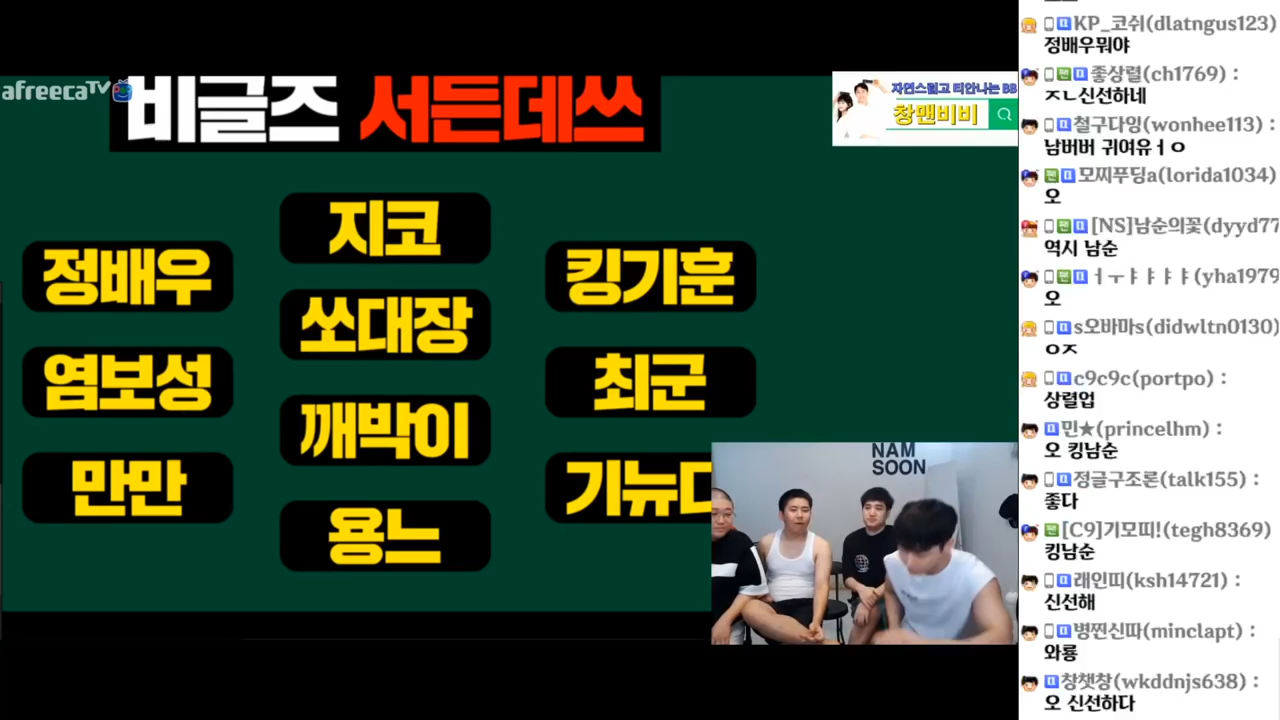 afreecaTV
비글즈 서든데쓰
자연스럽고 티안나는 BB
창맨비비
지코
정배우
킹기훈
쏘대장
염보성
최군
깨박이
만만
기뉴다
용느
NAM
SOON
KP_코쉬(dlatngus123)
정배우뭐야
좋상렬(ch1769) :
ㅈㄴ신선하네
철구다잉(wonhee113) :
남버버 귀여유ㅓㅇ
모찌푸딩a(lorida1034)
오
[NS]남순의꽃(dyyd77
역시 남순
ㅓㅜㅑㅑㅑㅑ(yha1979
오
s오바마s(didwltn0130)
ㅇㅈ
c9c9c(portpo) :
상렬업
민★(princelhm) :
오 킹남순
정글구조론(talk155) :
좋다
[C9]기모띠!(tegh8369)
킹남순
래인띠(ksh14721) :
신선해
병찐신따(minclapt) :
와룡
창챗창(wkddnjs638) :
오 신선하다